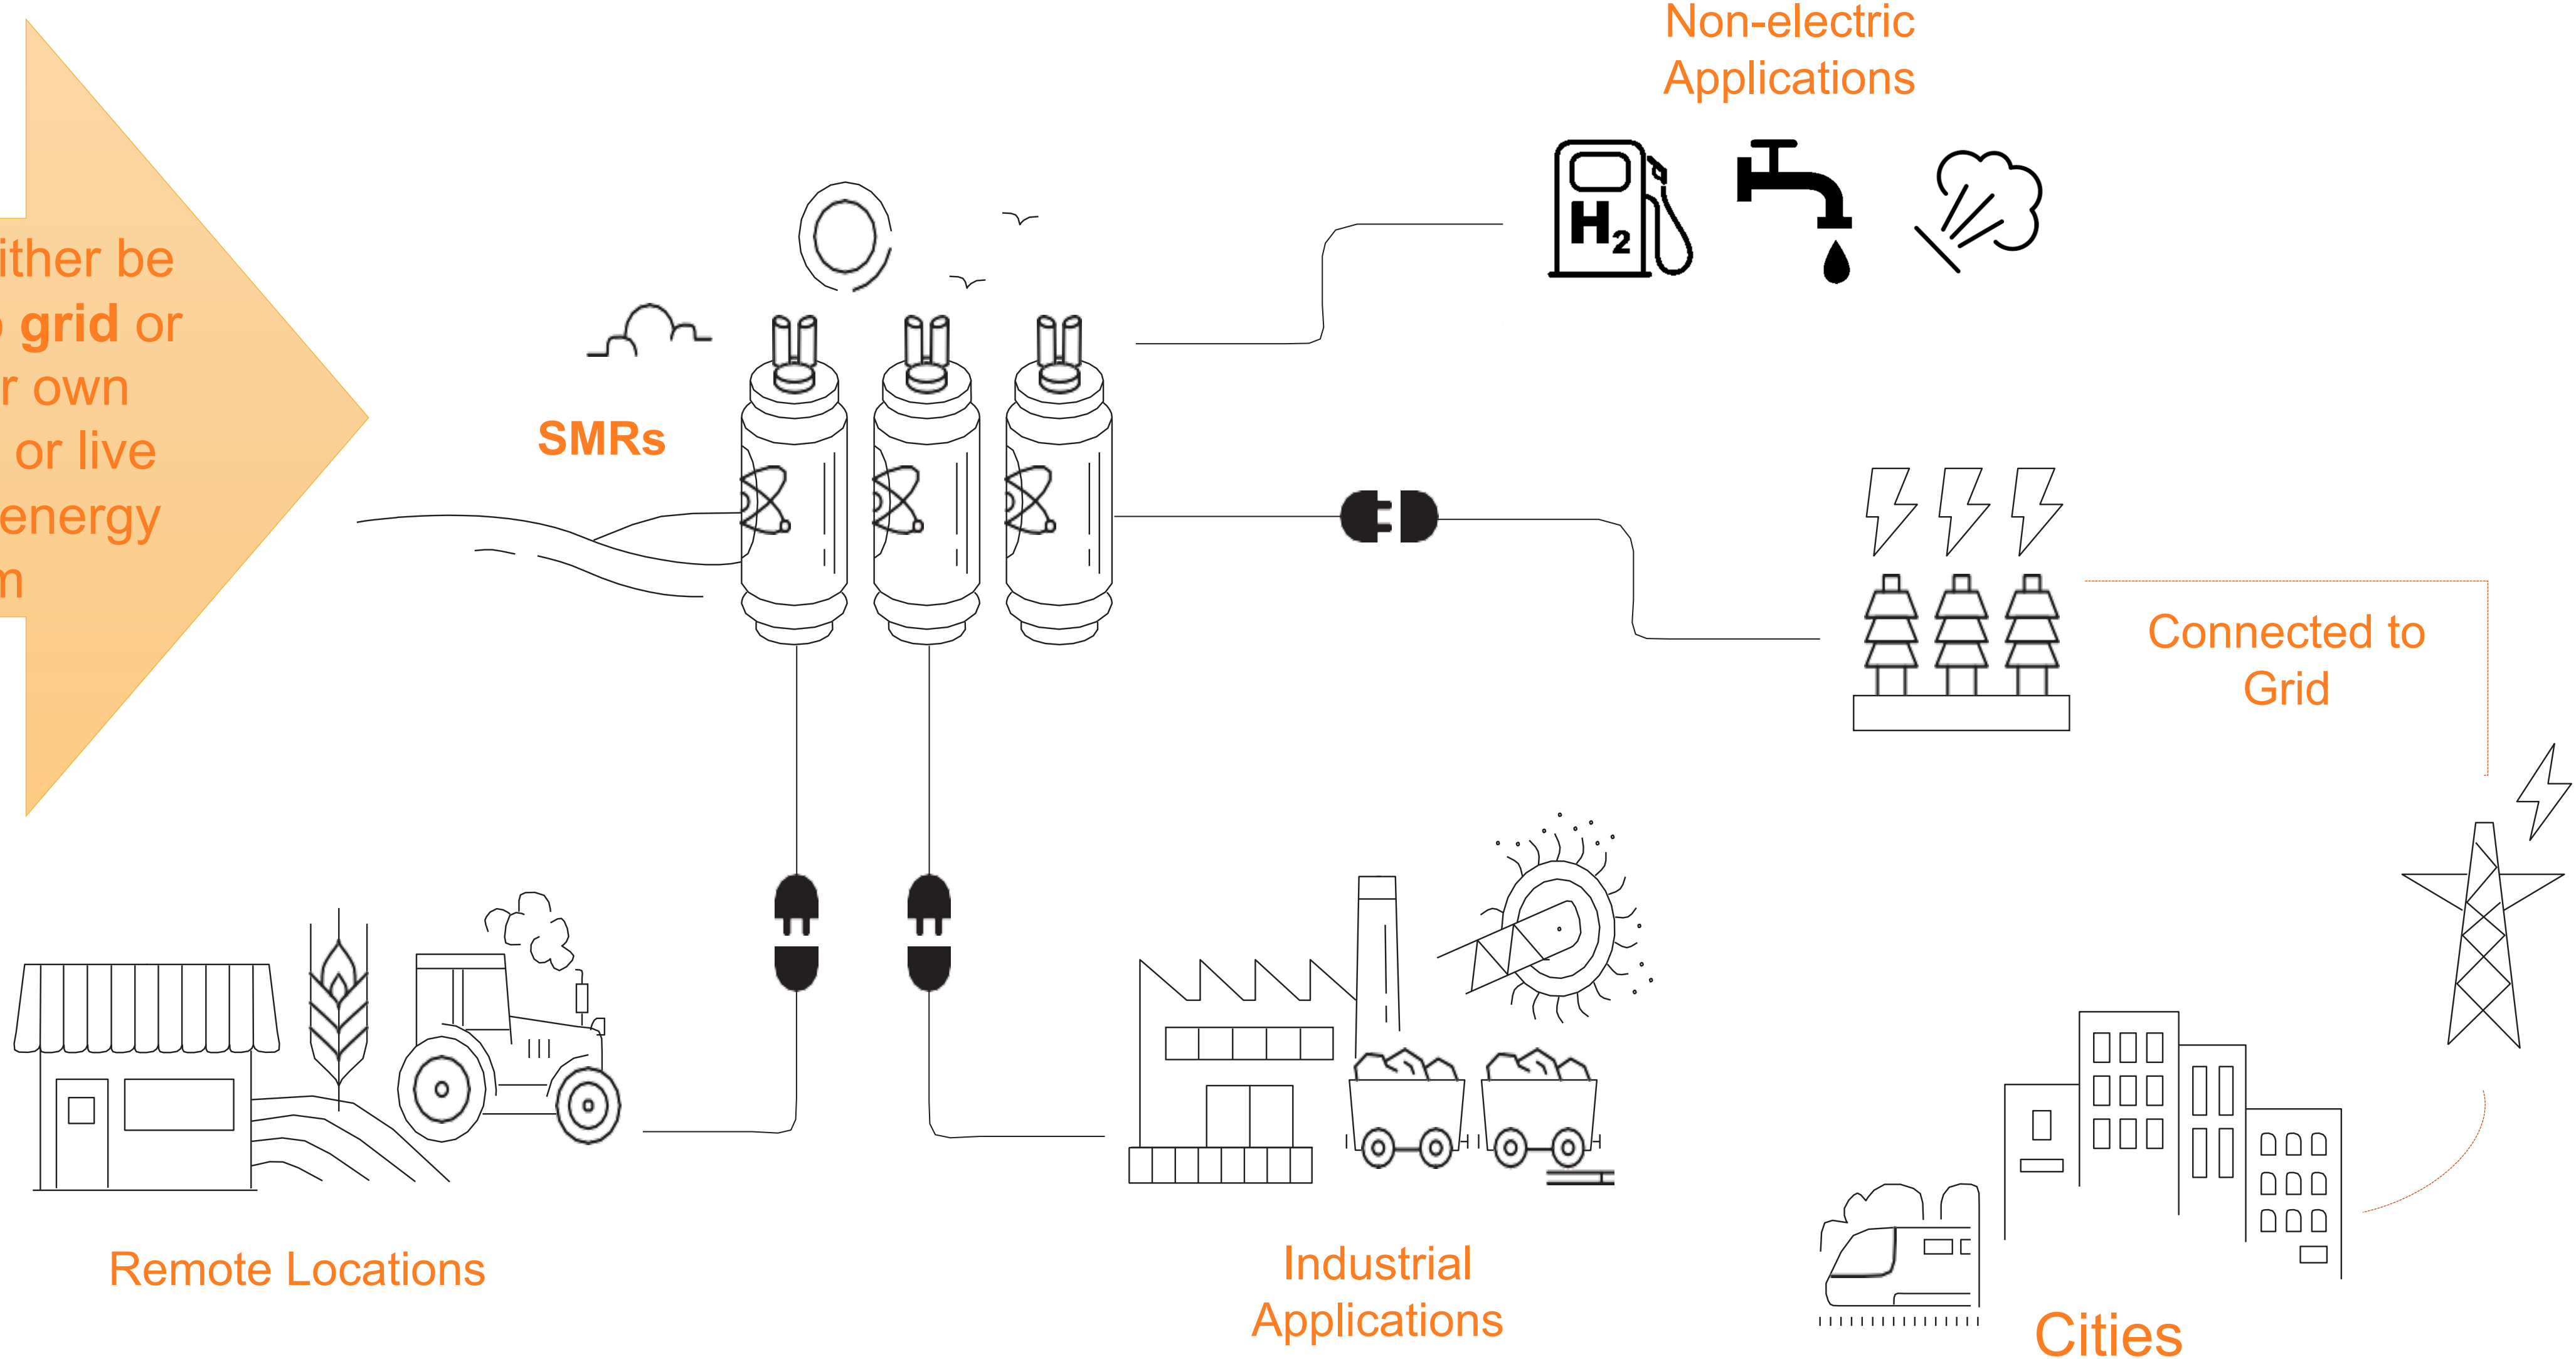 Non-electric
Applications
H2
either be
grid or
own
or live
energy
SMRs
Connected to
Grid
Remote Locations
Industrial
Applications
Cities